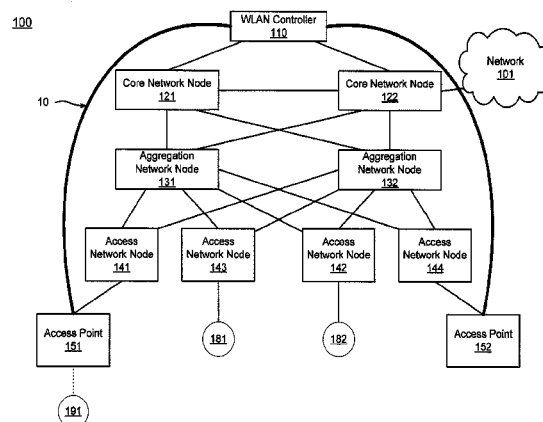 100
WLAN Controller
110
10
Core Network Node
121
Core Network Node
122
Network
101
Aggregation Network Node
131
Aggregation Network Node
132
Access Network Node
141
Access Network Node
143
Access Network Node
142
Access Network Node
144
Access Point
151
181
182
Access Point
152
191